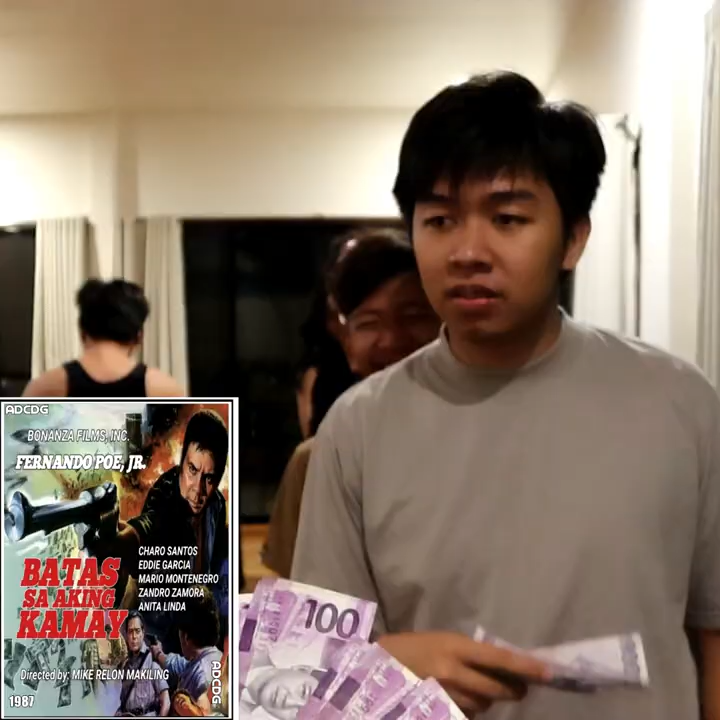 ADCDG
BONANZA FILMS, INC.
FERNANDO POE, JR.
CHARO SANTOS
EDDIE GARCIA
MARIO MONTENEGRO
ZANDRO ZAMORA
ANITA LINDA
BATAS
SA AKING
KAMAY
Directed by: MIKE RELON MAKILING
1987
ADCDG
100